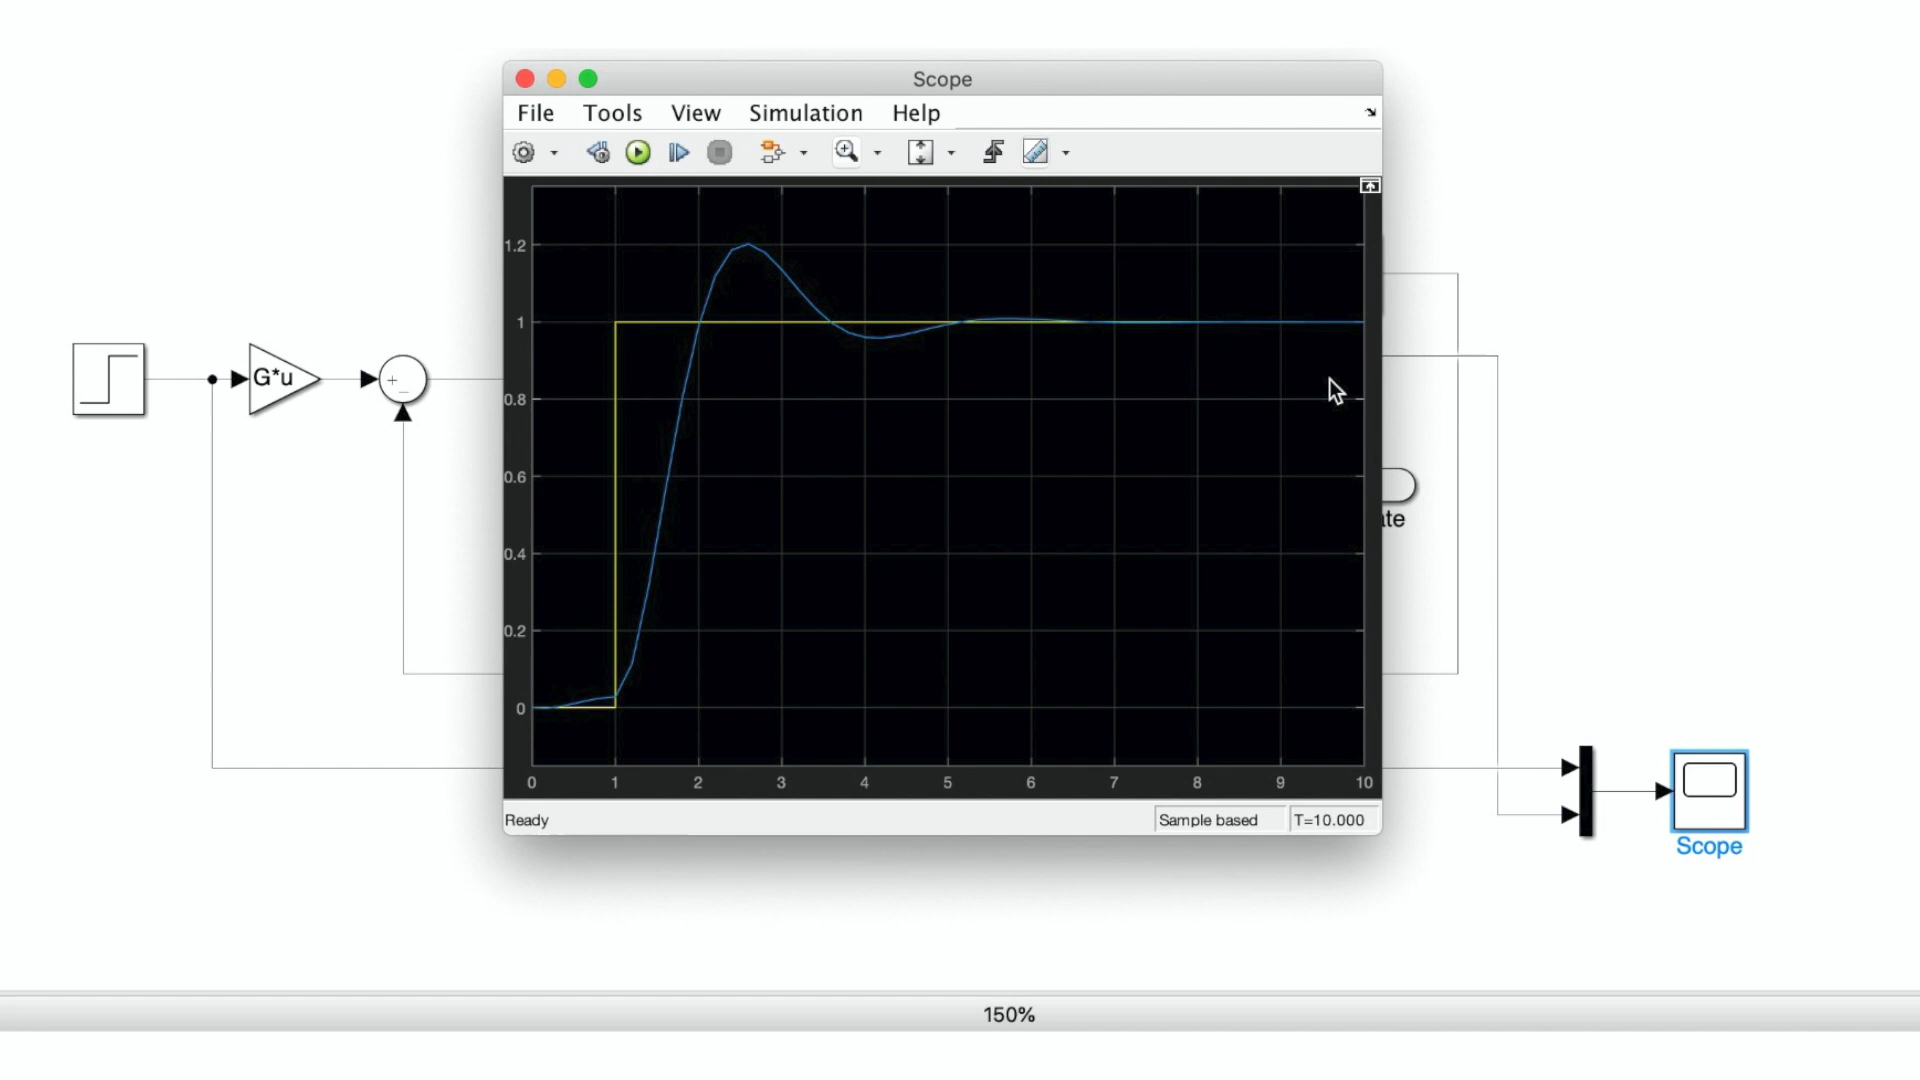 Scope
File Tools View Simulation Help
1.2
1
0.8
0.6
0.4
0.2
0
0 1 2 3 4 5 6 7 8 9 10
Ready Sample based T=10.000
G*u
+
−
te
Scope
150%